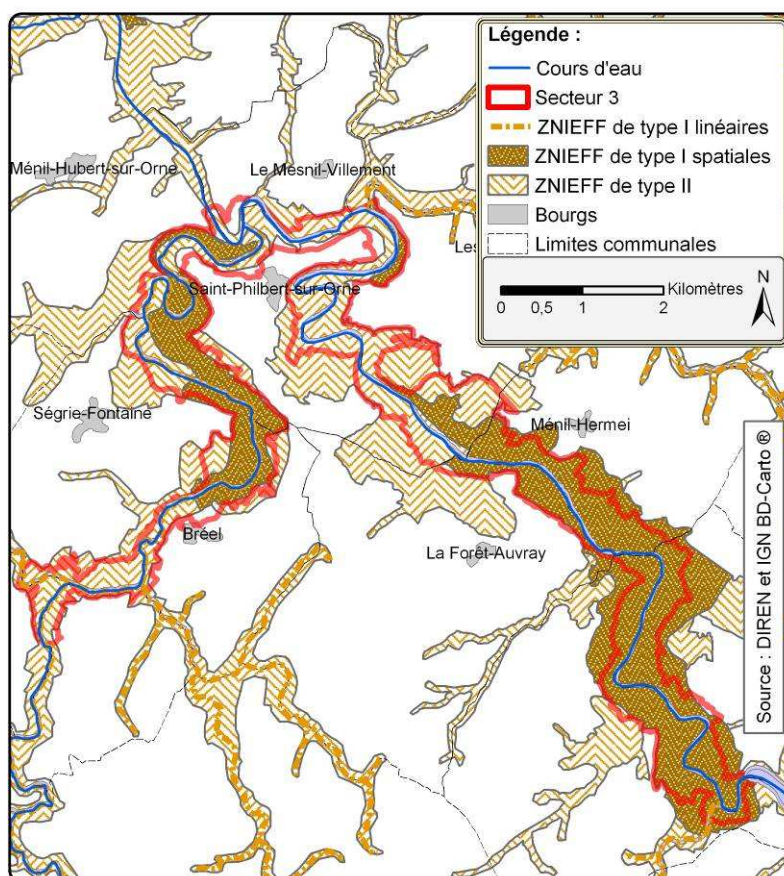 Légende :
Cours d'eau
Secteur 3
ZNIEFF de type I linéaires
ZNIEFF de type I spatiales
ZNIEFF de type II
Bourgs
Limites communales
Kilomètres
0 0,5 1 2
N
Ménil-Hubert-sur-Orne
Le Mesnil-Villement
Les
Saint-Philbert-sur-Orne
Ségrie-Fontaine
Ménil-Hermei
Bréel
La Forêt-Auvray
Source : DIREN et IGN BD-Carto ®